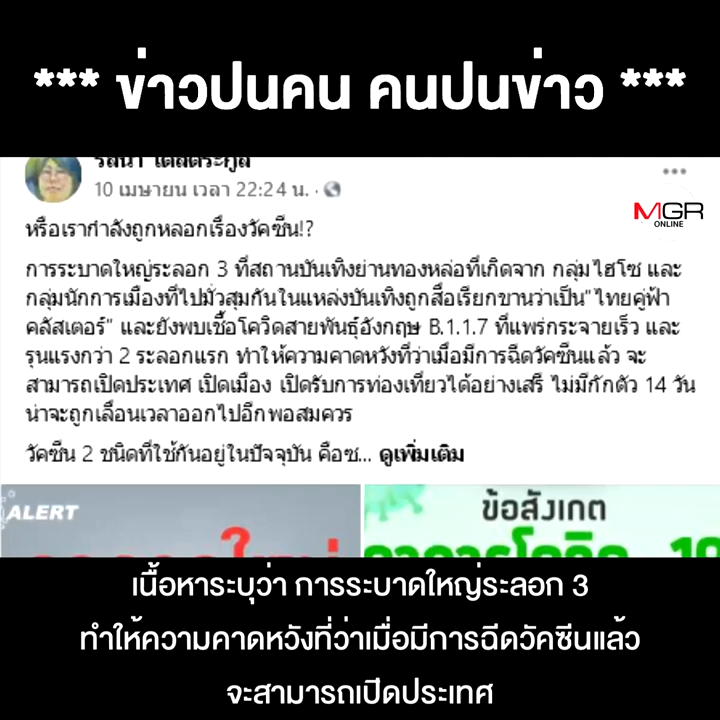 *** ข่าวปนคน คนปนข่าว ***
รสนา โตสิตระกูล
10 เมษายน เวลา 22:24 น.
MGR
ONLINE
หรือเรากำลังถูกหลอกเรื่องวัคซีน!?
การระบาดใหญ่ระลอก 3 ที่สถานบันเทิงย่านทองหล่อที่เกิดจาก กลุ่มไฮโซ และ
กลุ่มนักการเมืองที่ไปมั่วสุมกันในแหล่งบันเทิงถูกสื่อเรียกขานว่าเป็น"ไทยคู่ฟ้า
คลัสเตอร์" และยังพบเชื้อโควิดสายพันธุ์อังกฤษ B.1.1.7 ที่แพร่กระจายเร็ว และ
รุนแรงกว่า 2 ระลอกแรก ทำให้ความคาดหวังที่ว่าเมื่อมีการฉีดวัคซีนแล้ว จะ
สามารถเปิดประเทศ เปิดเมือง เปิดรับการท่องเที่ยวได้อย่างเสรี ไม่มีกักตัว 14 วัน
น่าจะถูกเลื่อนเวลาออกไปอีกพอสมควร
วัคซีน 2 ชนิดที่ใช้กันอยู่ในปัจจุบัน คือซ... ดูเพิ่มเติม
ALERT
ข้อสังเกต
เนื้อหาระบุว่า การระบาดใหญ่ระลอก 3
ทำให้ความคาดหวังที่ว่าเมื่อมีการฉีดวัคซีนแล้ว
จะสามารถเปิดประเทศ